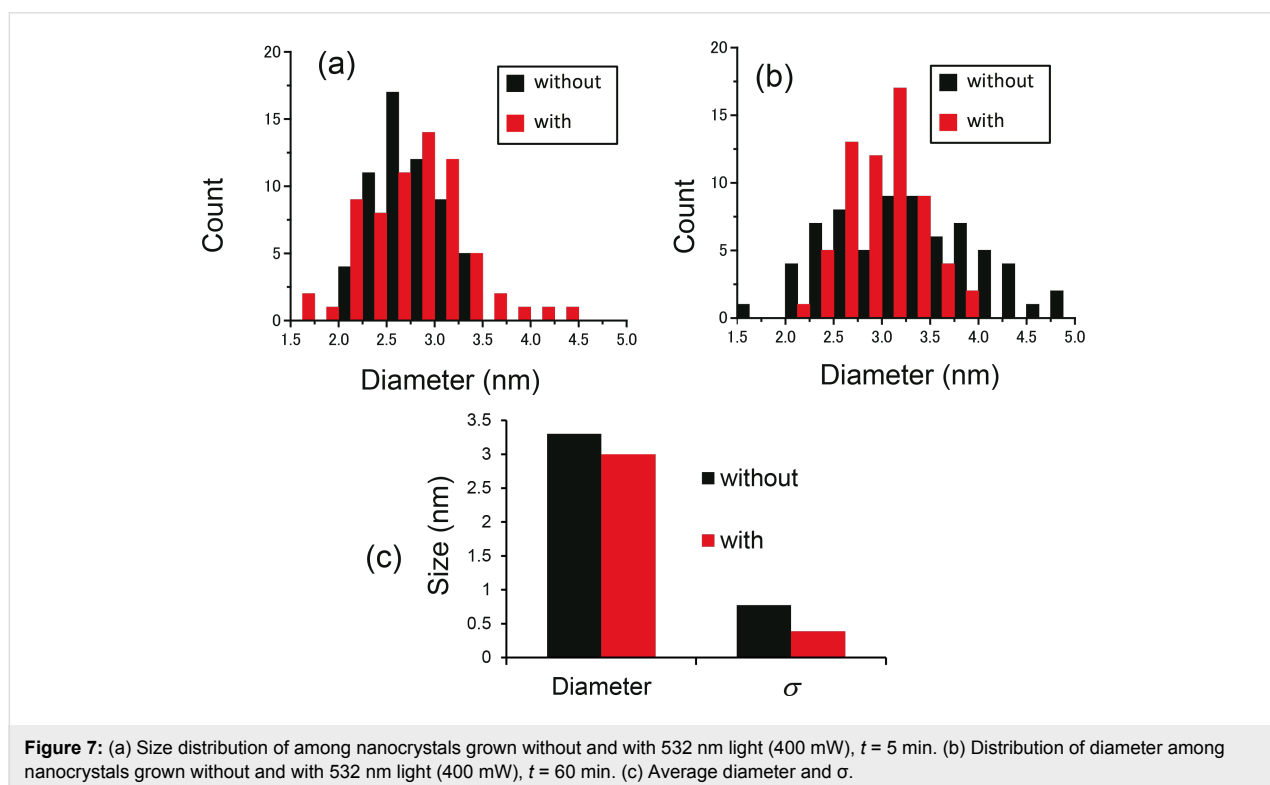 (a)
20
15
10
5
0
Count
without
with
1.5 2.0 2.5 3.0 3.5 4.0 4.5 5.0
Diameter (nm)
(b)
20
15
10
5
0
Count
without
with
1.5 2.0 2.5 3.0 3.5 4.0 4.5 5.0
Diameter (nm)
(c)
3.5
3
2.5
2
1.5
1
0.5
0
Size (nm)
without
with
Diameter σ
Figure 7: (a) Size distribution of among nanocrystals grown without and with 532 nm light (400 mW), t = 5 min. (b) Distribution of diameter among
nanocrystals grown without and with 532 nm light (400 mW), t = 60 min. (c) Average diameter and σ.